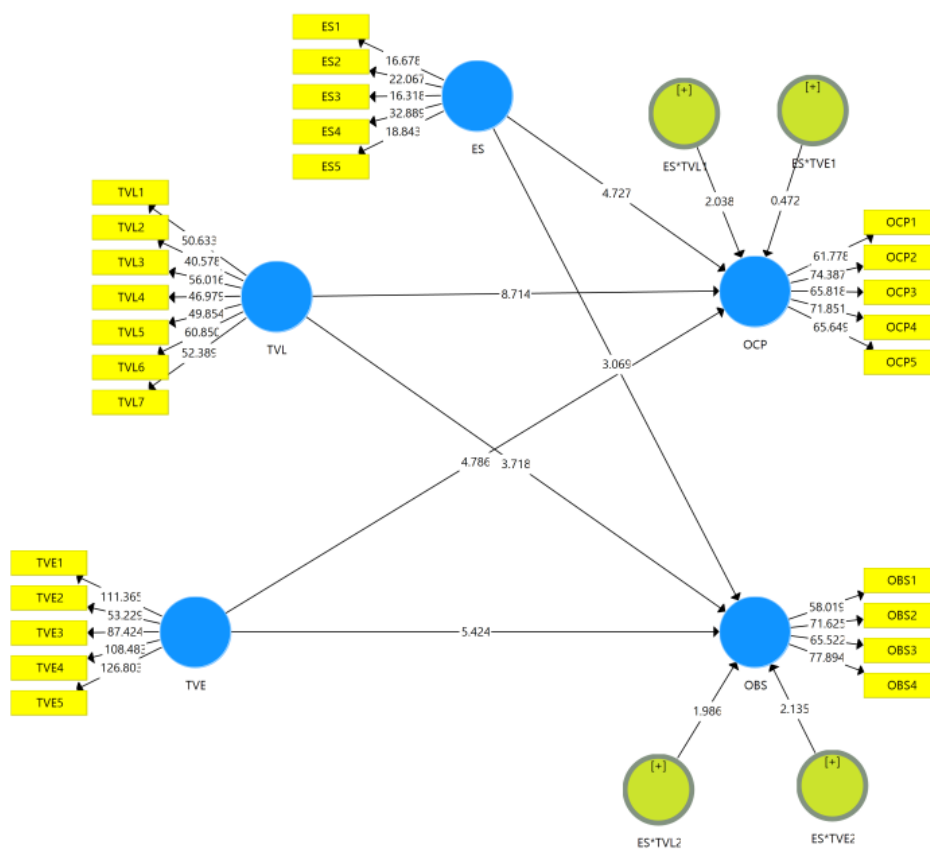 ES1
ES2
ES3
ES4
ES5
16.678
22.067
16.318
32.889
18.843
ES
[+]
ES*TVL1
[+]
ES*TVE1
4.727
2.038
0.472
TVL1
TVL2
TVL3
TVL4
TVL5
TVL6
TVL7
50.633
40.578
56.016
46.979
49.854
60.850
52.389
TVL
8.714
OCP
61.778
74.387
65.818
71.851
65.649
OCP1
OCP2
OCP3
OCP4
OCP5
3.069
4.786
3.718
TVE1
TVE2
TVE3
TVE4
TVE5
111.365
53.229
87.424
108.483
126.803
TVE
5.424
OBS
58.019
71.625
65.522
77.894
OBS1
OBS2
OBS3
OBS4
1.986
2.135
[+]
ES*TVL2
[+]
ES*TVE2